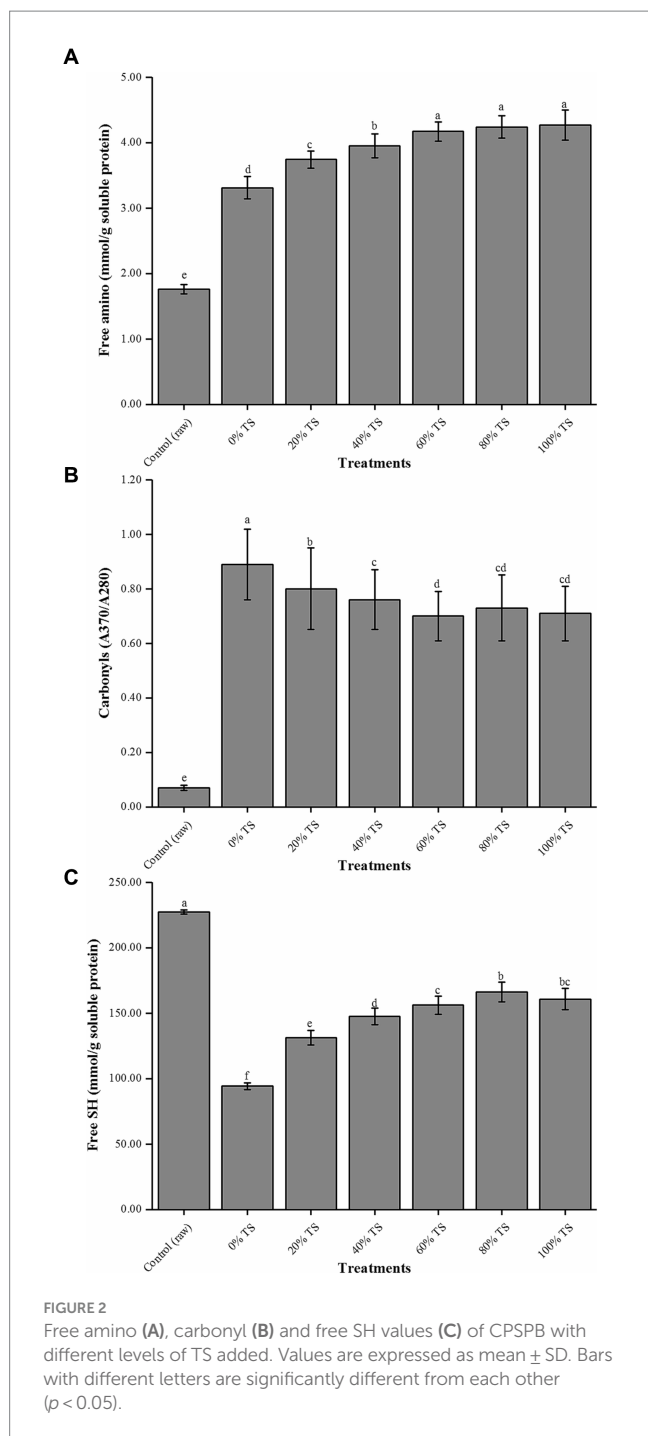 A
5.00
4.00
3.00
2.00
1.00
0.00
Free amino (mmol/g soluble protein)
e
d
c
b
a
a
a
Control (raw)
0% TS
20% TS
40% TS
60% TS
80% TS
100% TS
Treatments
B
1.20
1.00
0.80
0.60
0.40
0.20
0.00
Carbonyls (A370/A280)
e
a
b
c
d
cd
cd
Control (raw)
0% TS
20% TS
40% TS
60% TS
80% TS
100% TS
Treatments
C
250.00
200.00
150.00
100.00
50.00
0.00
Free SH (mmol/g soluble protein)
a
f
e
d
c
b
bc
Control (raw)
0% TS
20% TS
40% TS
60% TS
80% TS
100% TS
Treatments
FIGURE 2
Free amino (A), carbonyl (B) and free SH values (C) of CPSPB with
different levels of TS added. Values are expressed as mean ± SD. Bars
with different letters are significantly different from each other
(p < 0.05).